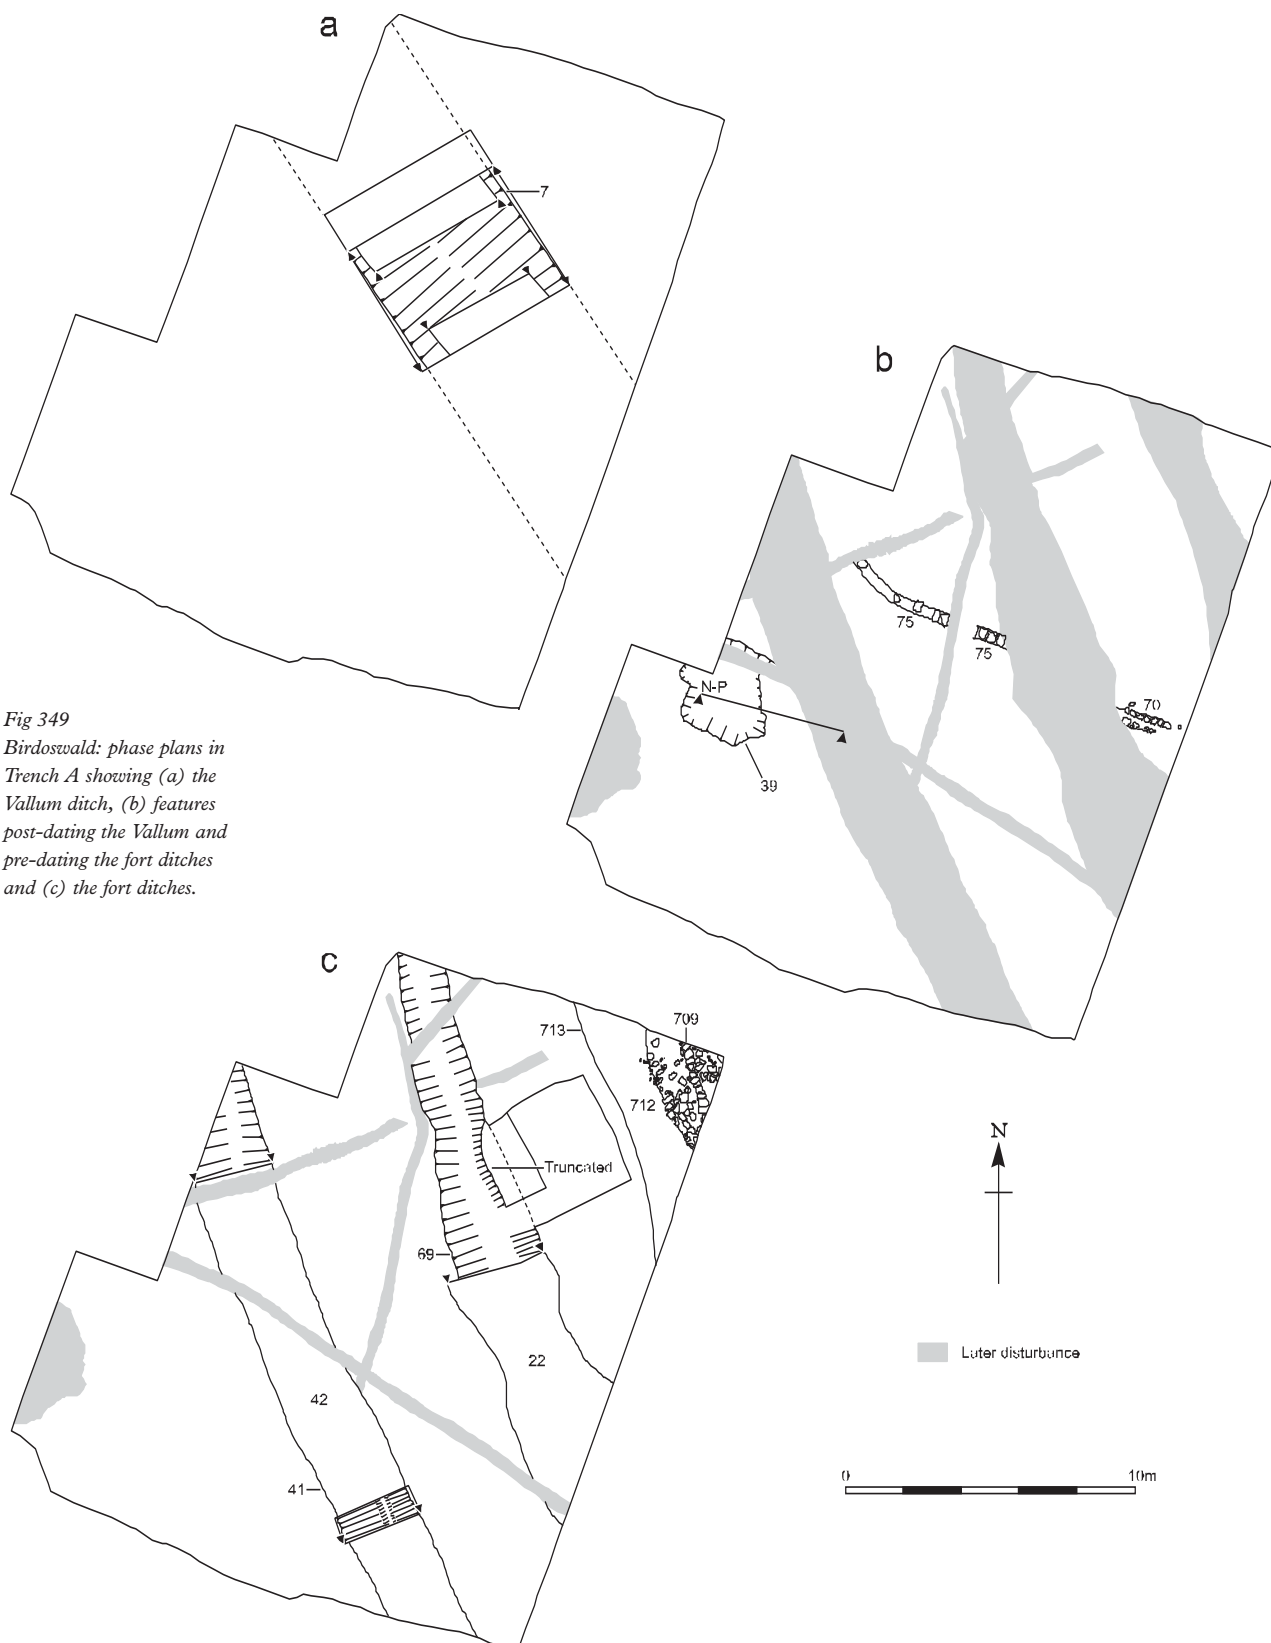 a
7
b
75
75
70
N-P
39
Fig 349
Birdoswald: phase plans in
Trench A showing (a) the
Vallum ditch, (b) features
post-dating the Vallum and
pre-dating the fort ditches
and (c) the fort ditches.
c
713
709
712
Truncated
69
22
42
41
N
Later disturbance
0 10m